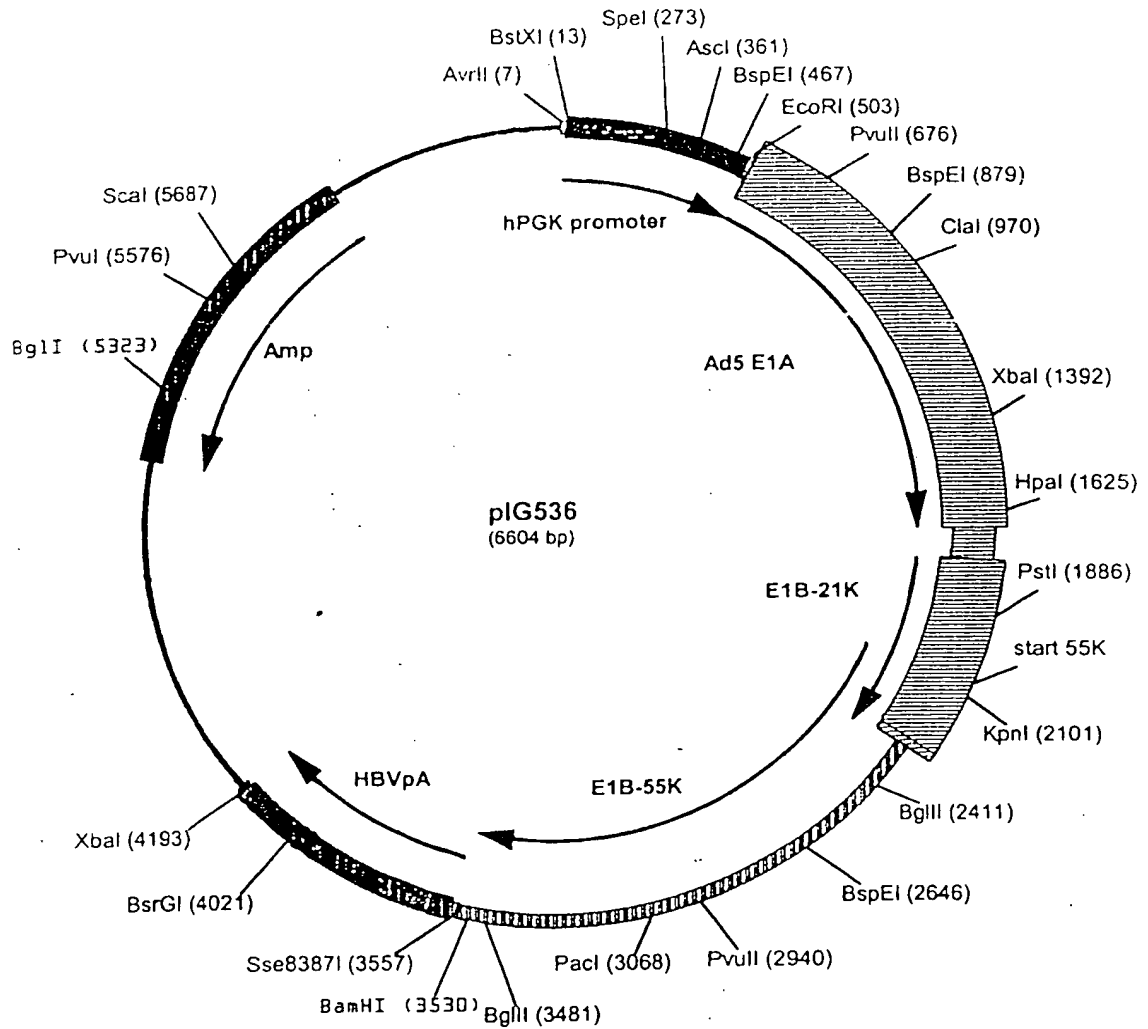 SpeI (273)
BstXI (13)
AscI (361)
AvrII (7)
BspEI (467)
EcoRI (503)
PvuII (676)
BspEI (879)
ClaI (970)
XbaI (1392)
HpaI (1625)
PstI (1886)
start 55K
KpnI (2101)
BglII (2411)
BspEI (2646)
PvuII (2940)
PacI (3068)
BglII (3481)
BamHI (3530)
Sse8387I (3557)
BsrGI (4021)
XbaI (4193)
BglI (5323)
PvuI (5576)
ScaI (5687)
hPGK promoter
Amp
Ad5 E1A
pIG536
(6604 bp)
E1B-21K
HBVpA
E1B-55K